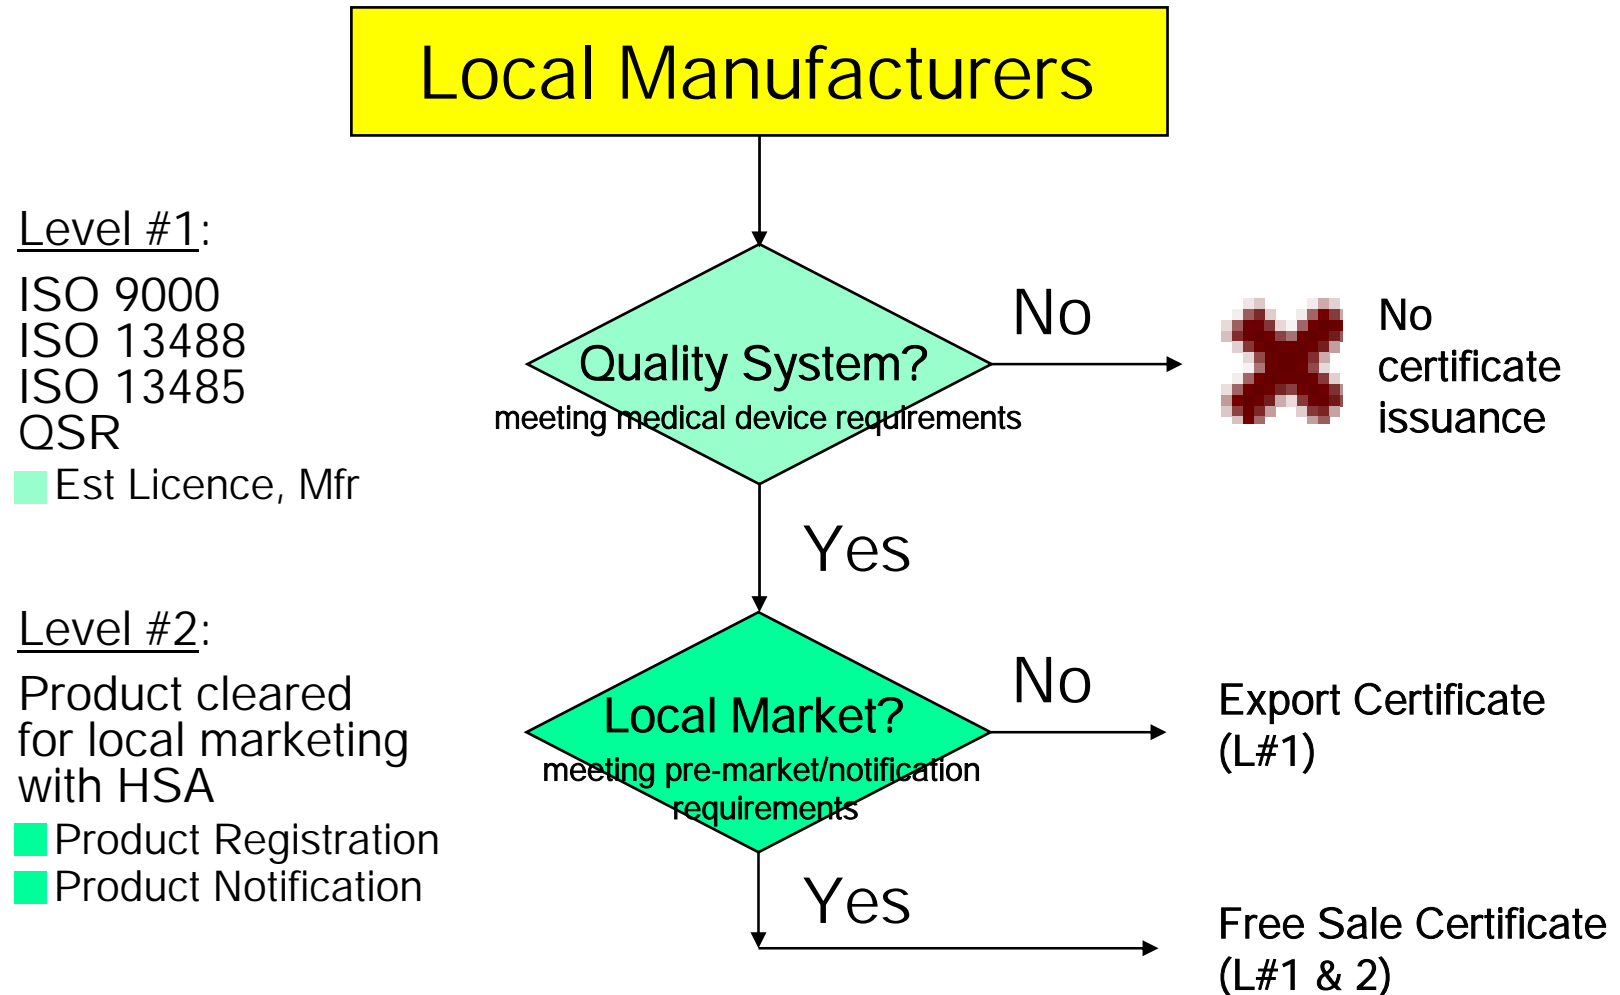 Local Manufacturers
Level #1:
ISO 9000
ISO 13488
ISO 13485
QSR
Est Licence, Mfr
Quality System?
meeting medical device requirements
No
No
certificate
issuance
Yes
Level #2:
Product cleared
for local marketing
with HSA
Product Registration
Product Notification
Local Market?
meeting pre-market/notification
requirements
No
Export Certificate
(L#1)
Yes
Free Sale Certificate
(L#1 & 2)